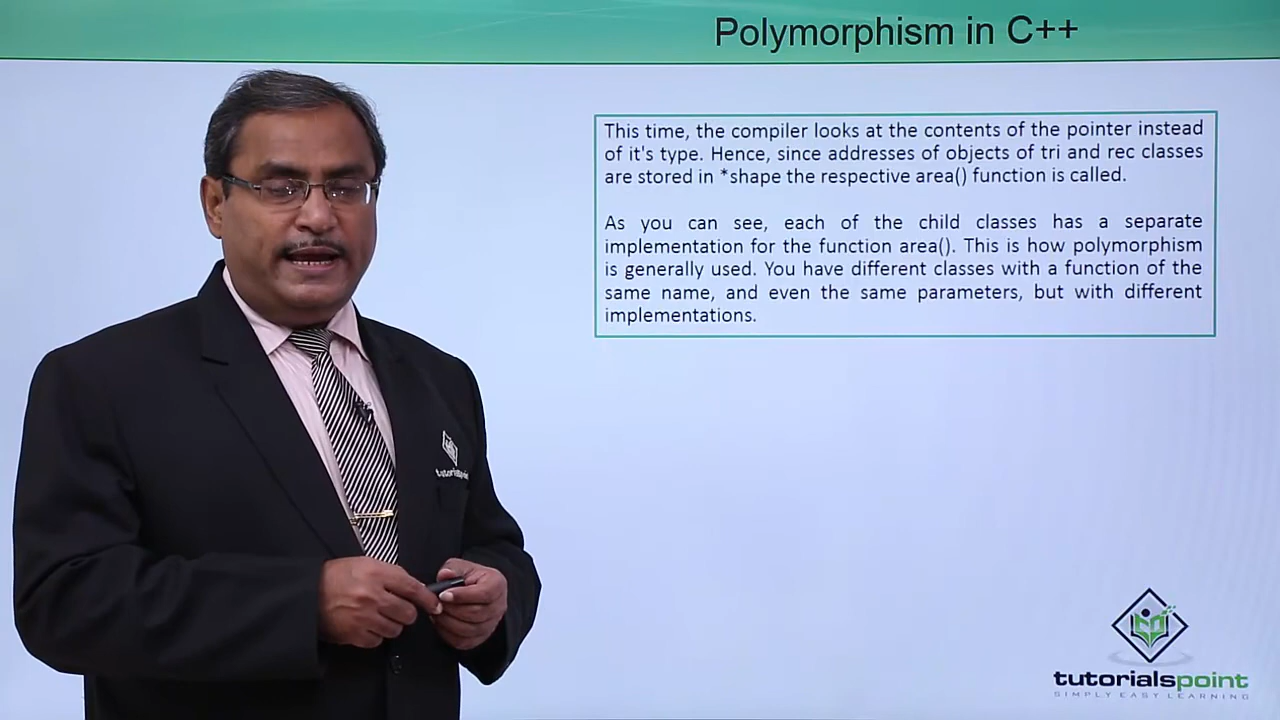 Polymorphism in C++
This time, the compiler looks at the contents of the pointer instead
of it's type. Hence, since addresses of objects of tri and rec classes
are stored in *shape the respective area() function is called.
As you can see, each of the child classes has a separate
implementation for the function area(). This is how polymorphism
is generally used. You have different classes with a function of the
same name, and even the same parameters, but with different
implementations.
tutorialspoint
tutorialspoint
SIMPLY EASY LEARNING